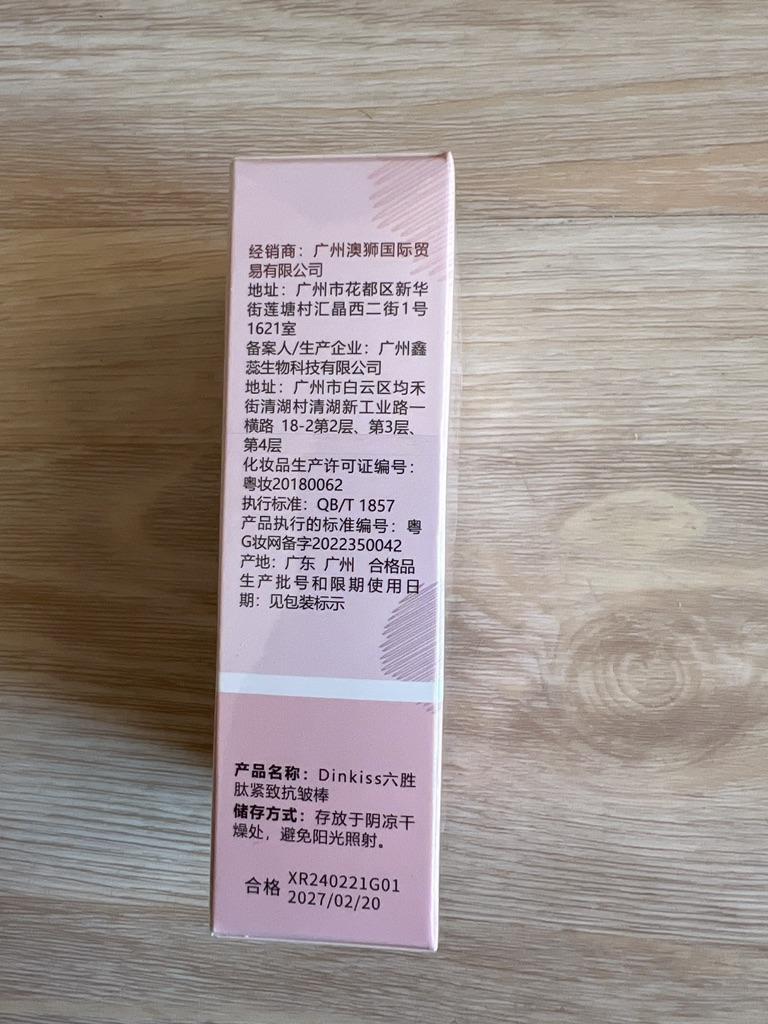 经销商：广州澳狮国际贸
易有限公司
地址：广州市花都区新华
街莲塘村汇晶西二街1号
1621室
备案人/生产企业：广州鑫
蕊生物科技有限公司
地址：广州市白云区均禾
街清湖村清湖新工业路一
横路 18-2第2层、第3层、
第4层
化妆品生产许可证编号：
粤妆20180062
执行标准：QB/T 1857
产品执行的标准编号：粤
G妆网备字2022350042
产地：广东 广州 合格品
生产批号和限期使用日
期：见包装标示
产品名称：Dinkiss六胜
肽紧致抗皱棒
储存方式：存放于阴凉干
燥处，避免阳光照射。
合格 XR240221G01
2027/02/20